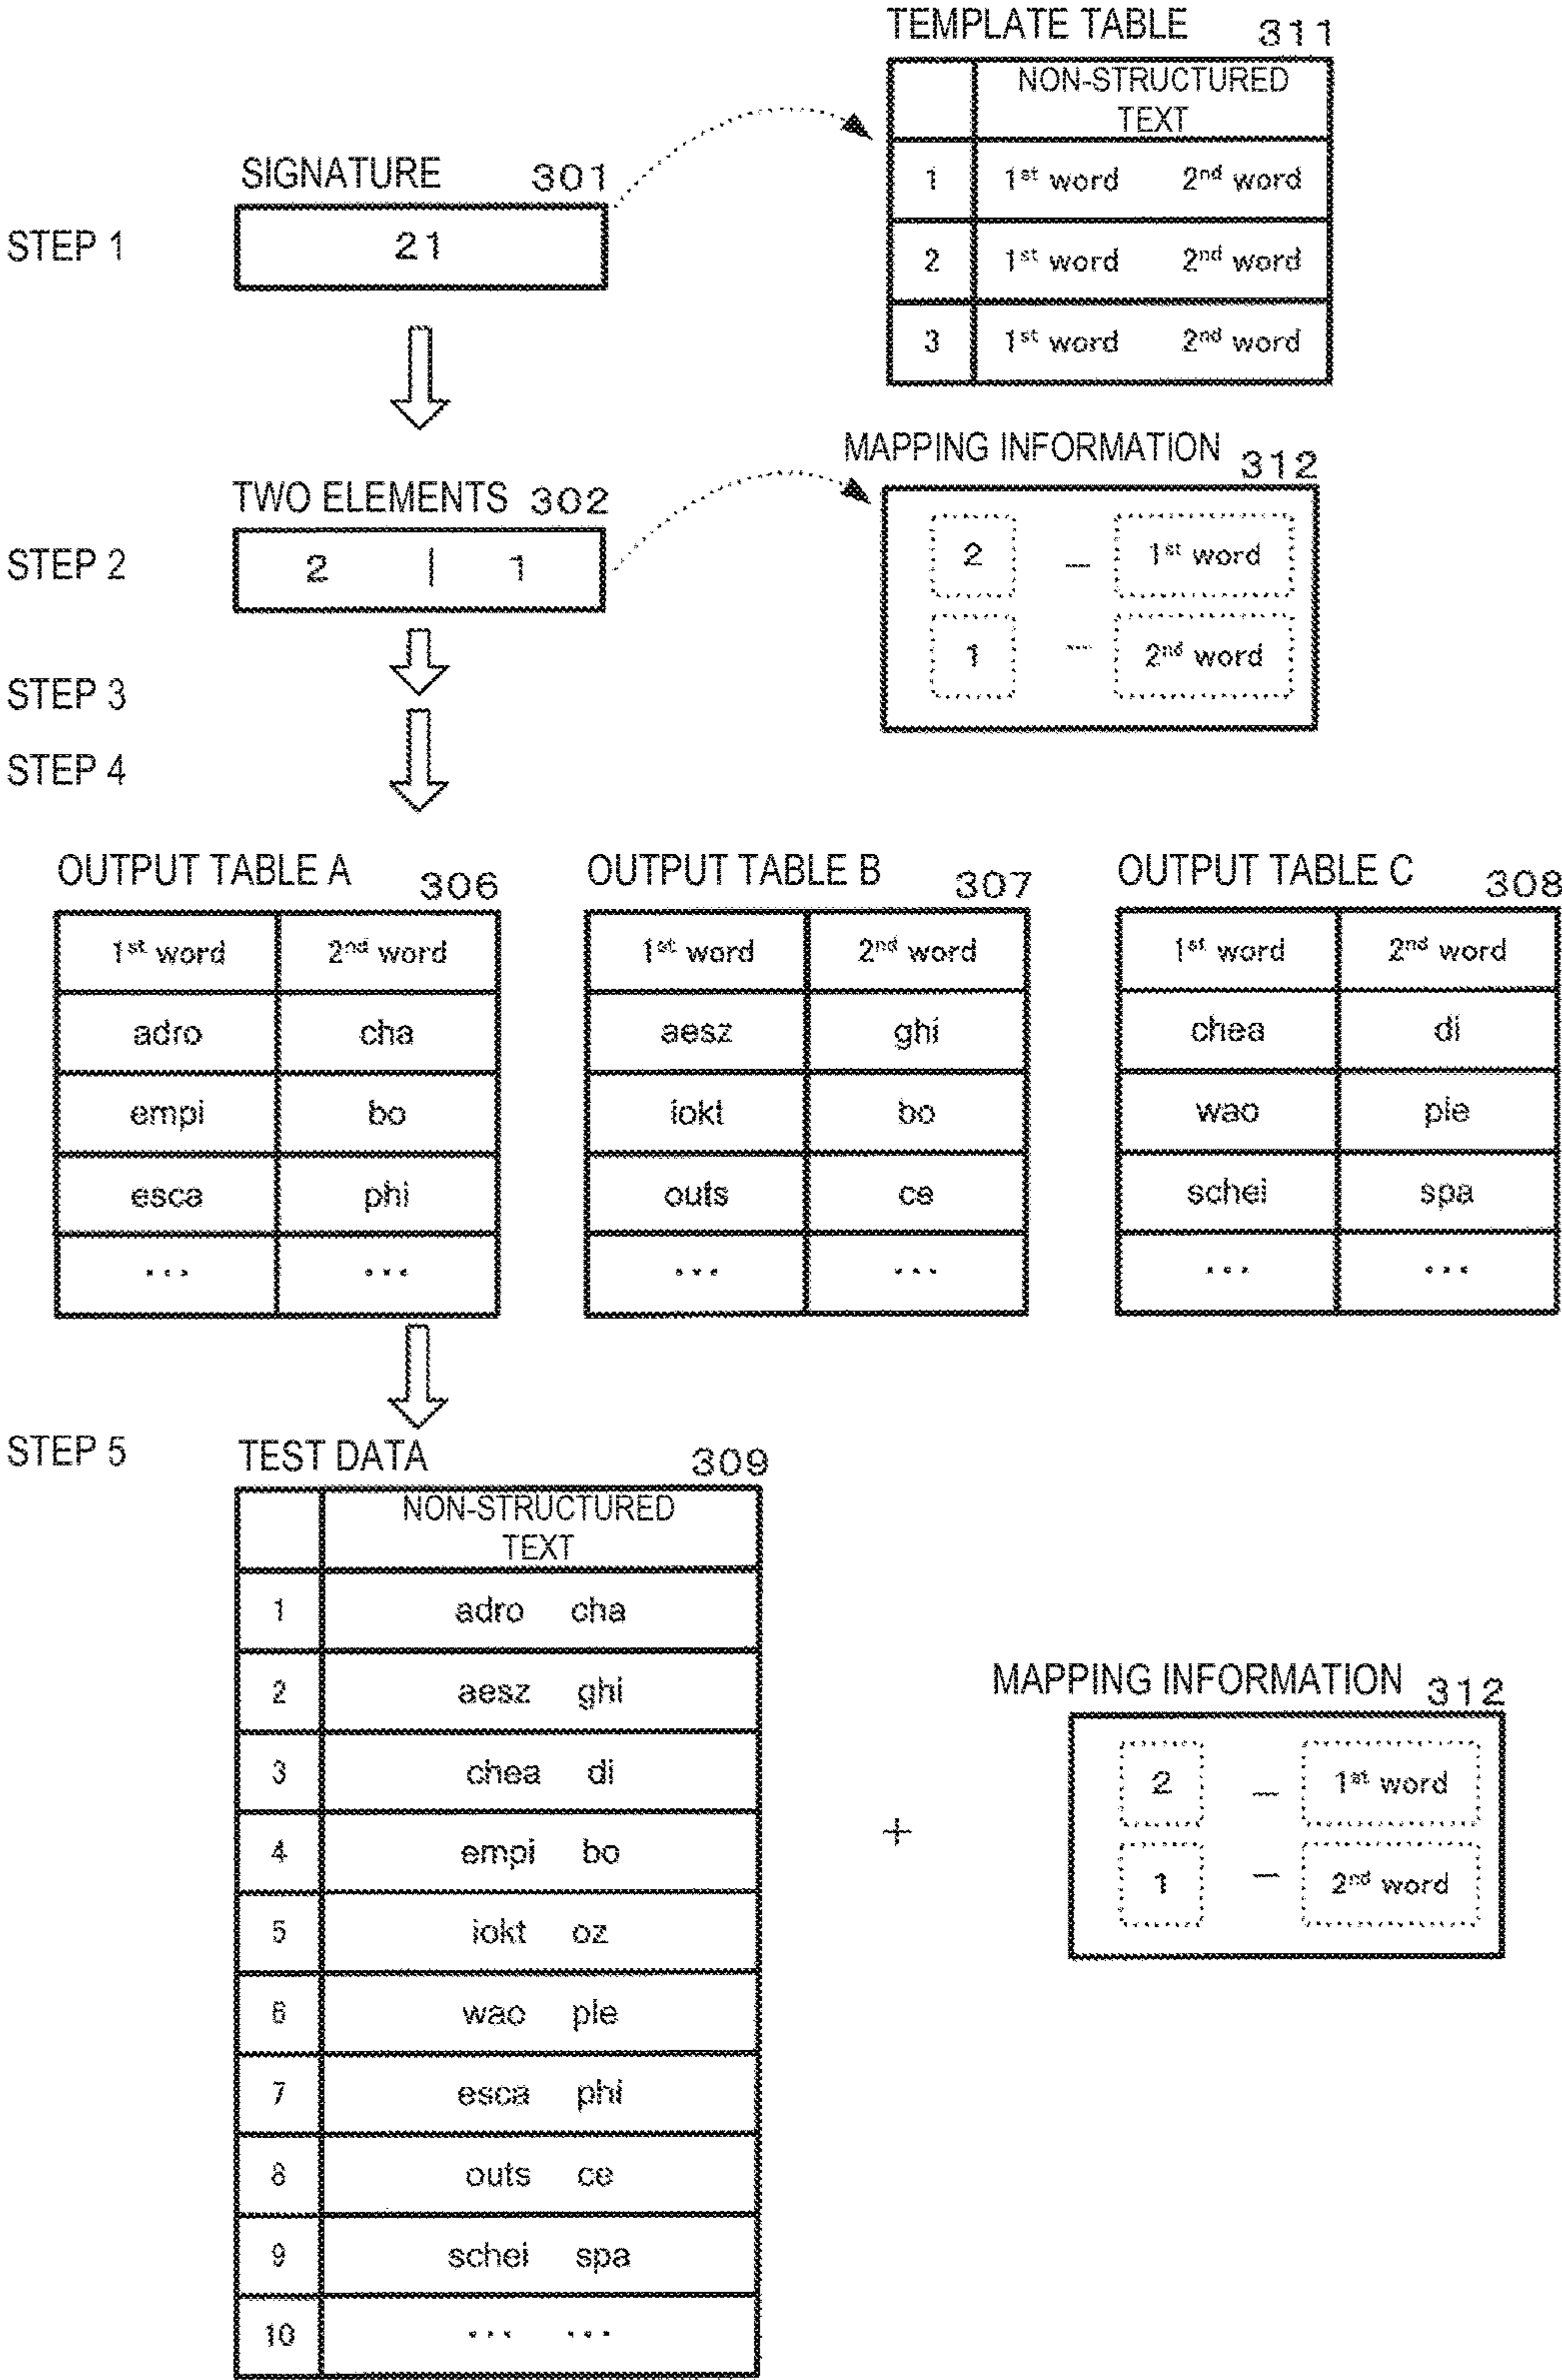 TEMPLATE TABLE 311
NON-STRUCTURED
TEXT
1 1st word 2nd word
2 1st word 2nd word
3 1st word 2nd word
SIGNATURE 301
STEP 1 21
MAPPING INFORMATION 312
2 – 1st word
1 – 2nd word
TWO ELEMENTS 302
STEP 2 2 | 1
STEP 3
STEP 4
OUTPUT TABLE A 306
1st word 2nd word
adro cha
empi bo
esca phi
... ...
OUTPUT TABLE B 307
1st word 2nd word
aesz ghi
iokt bo
outs ce
... ...
OUTPUT TABLE C 308
1st word 2nd word
chea di
wao ple
schei spa
... ...
STEP 5
TEST DATA 309
NON-STRUCTURED
TEXT
1 adro cha
2 aesz ghi
3 chea di
4 empi bo
5 iokt oz
6 wao ple
7 esca phi
8 outs ce
9 schei spa
10 ... ...
+
MAPPING INFORMATION 312
2 – 1st word
1 – 2nd word